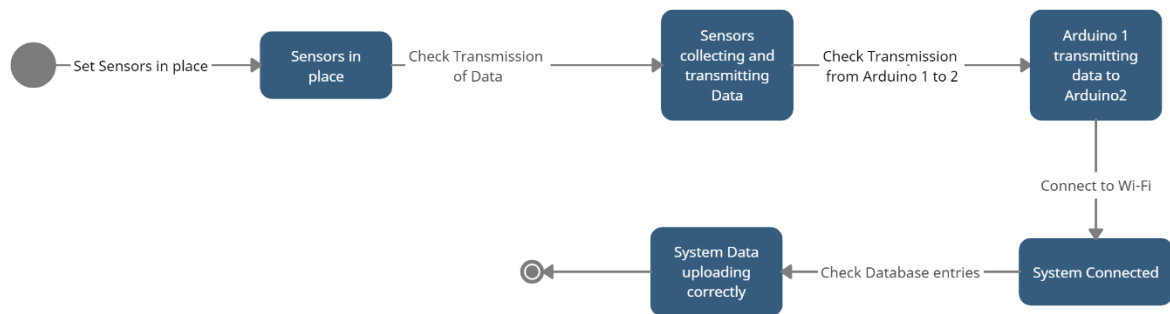 Set Sensors in place
Sensors in
place
Check Transmission
of Data
Sensors
collecting and
transmitting
Data
Check Transmission
from Arduino 1 to 2
Arduino 1
transmitting
data to
Arduino2
Connect to Wi-Fi
System Connected
Check Database entries
System Data
uploading
correctly